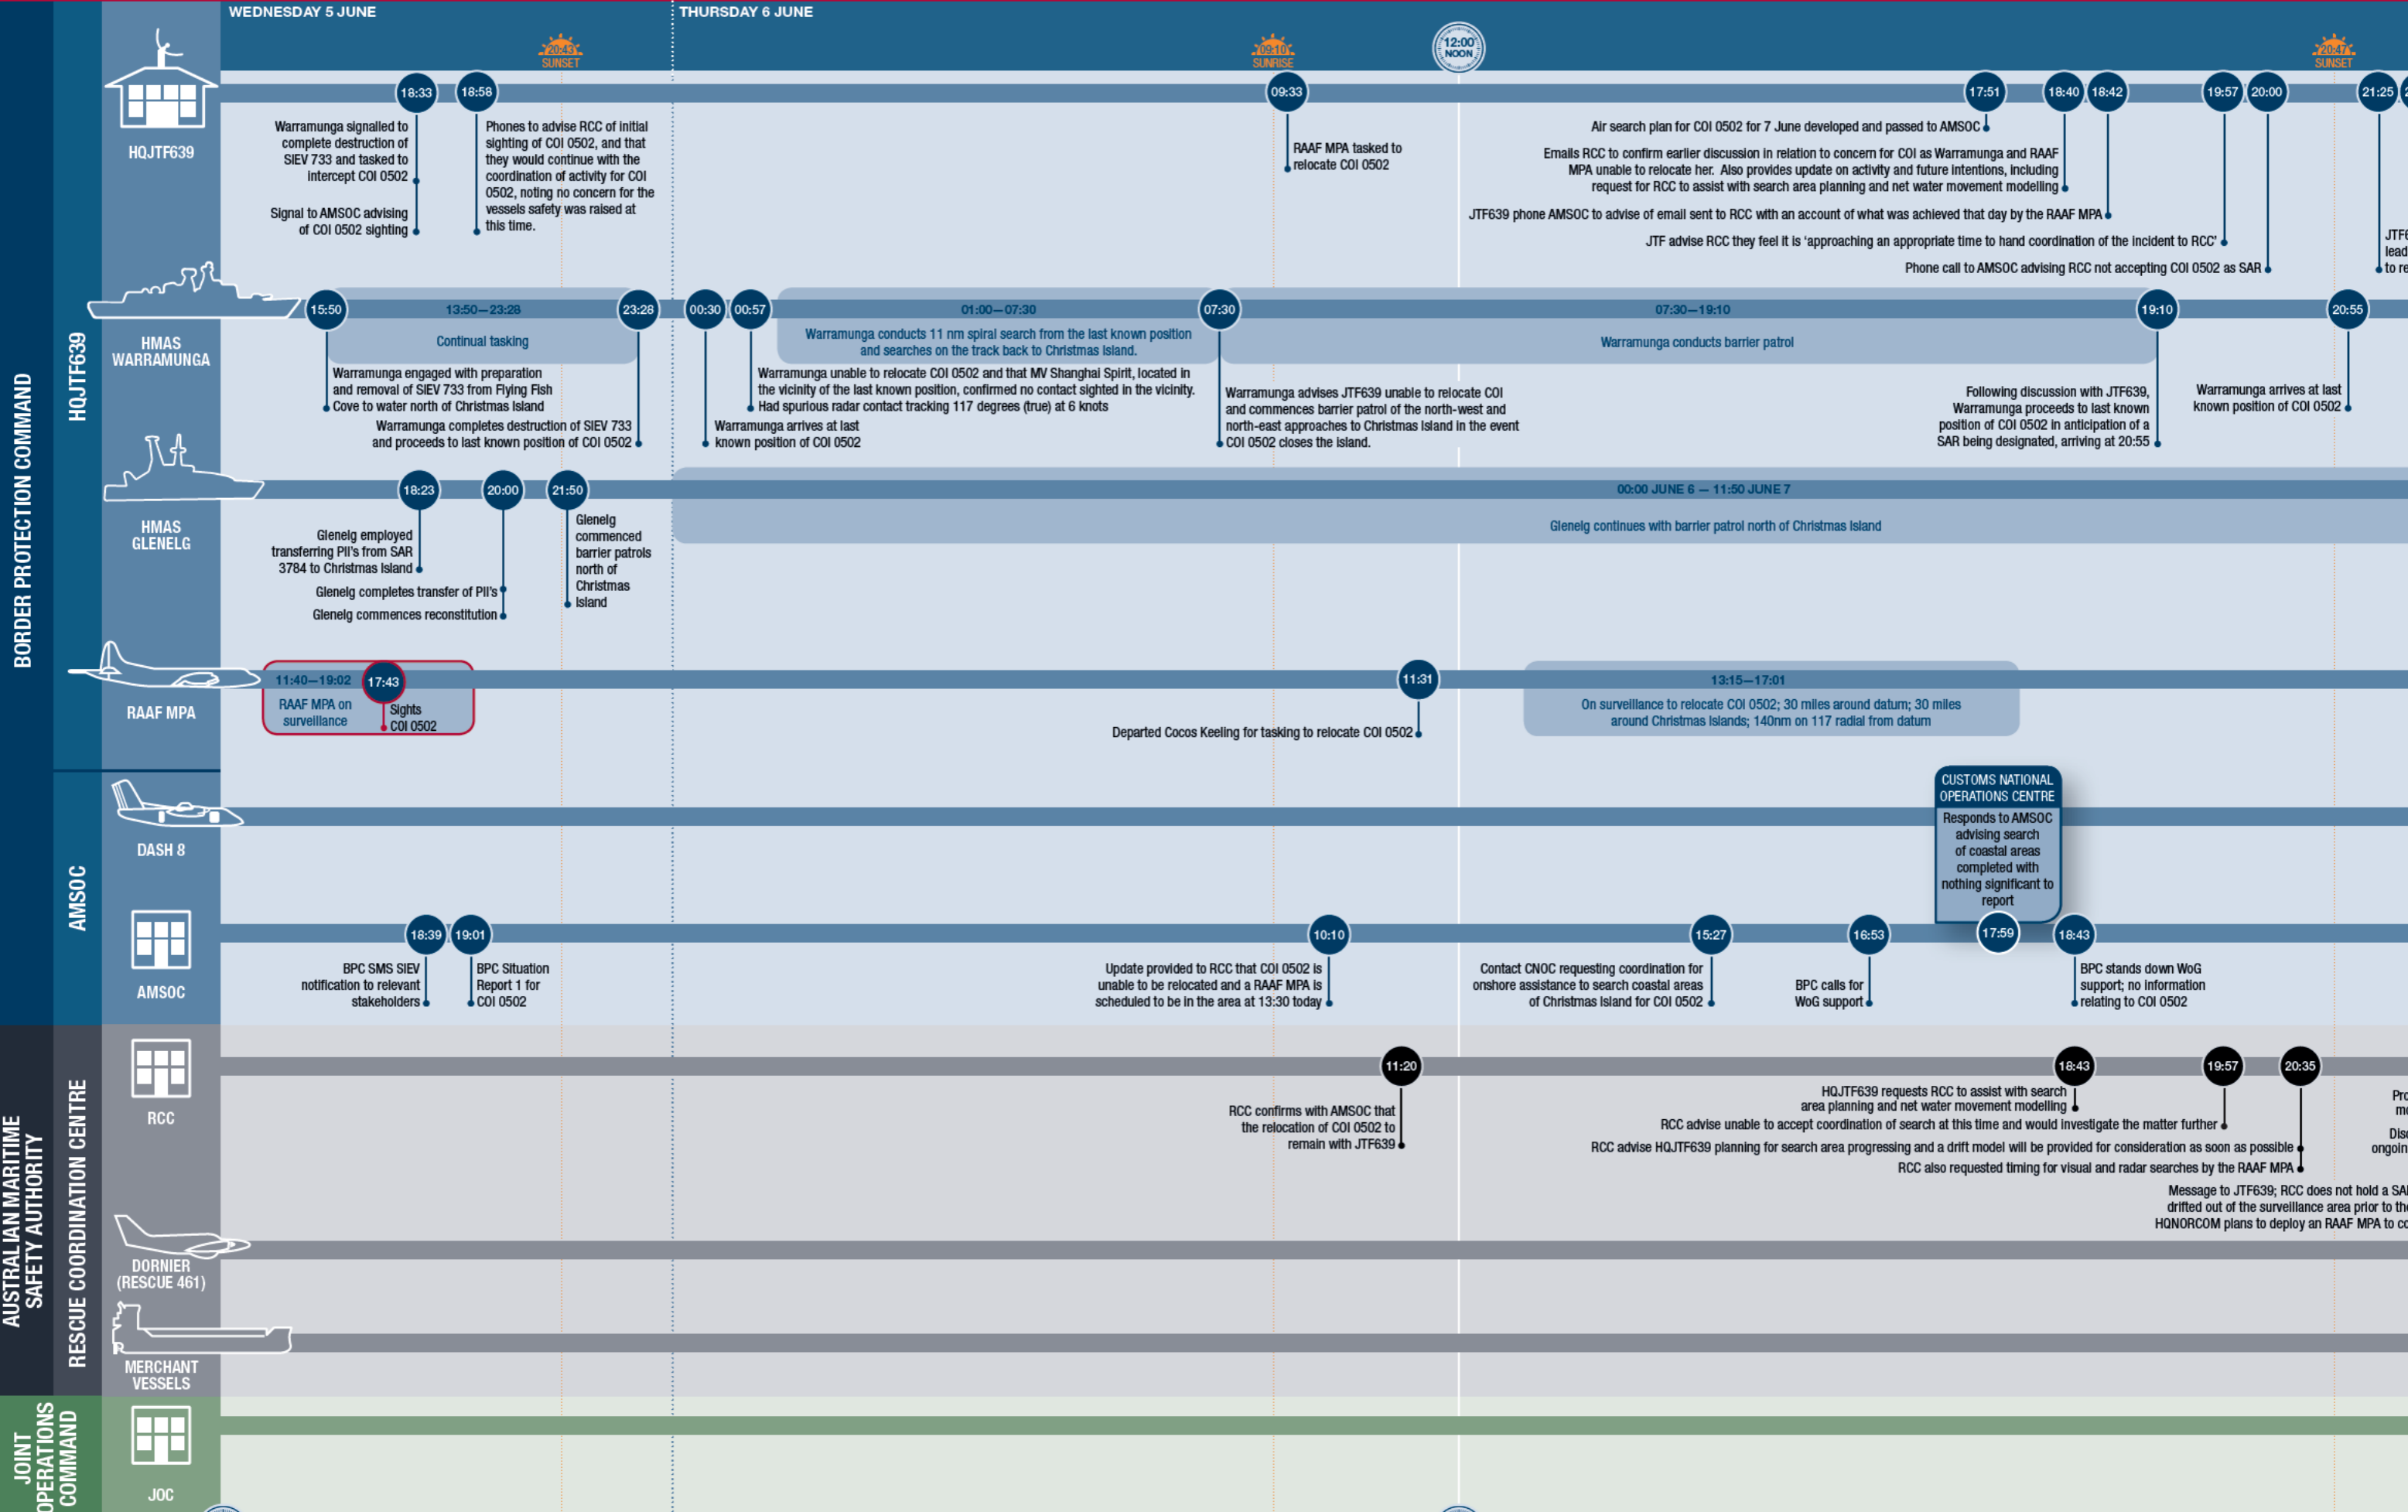 WEDNESDAY 5 JUNE
THURSDAY 6 JUNE
20:43
SUNSET
09:10
SUNRISE
12:00
NOON
20:47
SUNSET
BORDER PROTECTION COMMAND
HQJTF639
HQJTF639
18:33
18:58
09:33
17:51
18:40
18:42
19:57
20:00
21:25
Warramunga signalled to
complete destruction of
SIEV 733 and tasked to
intercept COI 0502
Signal to AMSOC advising
of COI 0502 sighting
Phones to advise RCC of initial
sighting of COI 0502, and that
they would continue with the
coordination of activity for COI
0502, noting no concern for the
vessels safety was raised at
this time.
RAAF MPA tasked to
relocate COI 0502
Air search plan for COI 0502 for 7 June developed and passed to AMSOC
Emails RCC to confirm earlier discussion in relation to concern for COI as Warramunga and RAAF
MPA unable to relocate her. Also provides update on activity and future intentions, including
request for RCC to assist with search area planning and net water movement modelling
JTF639 phone AMSOC to advise of email sent to RCC with an account of what was achieved that day by the RAAF MPA
JTF advise RCC they feel it is ‘approaching an appropriate time to hand coordination of the incident to RCC’
Phone call to AMSOC advising RCC not accepting COI 0502 as SAR
lead
to re
HMAS
WARRAMUNGA
15:50
13:50—23:28
23:28
00:30
00:57
01:00—07:30
07:30
07:30—19:10
19:10
20:55
Continual tasking
Warramunga conducts 11 nm spiral search from the last known position
and searches on the track back to Christmas Island.
Warramunga conducts barrier patrol
Warramunga engaged with preparation
and removal of SIEV 733 from Flying Fish
Cove to water north of Christmas Island
Warramunga completes destruction of SIEV 733
and proceeds to last known position of COI 0502
Warramunga unable to relocate COI 0502 and that MV Shanghai Spirit, located in
the vicinity of the last known position, confirmed no contact sighted in the vicinity.
Had spurious radar contact tracking 117 degrees (true) at 6 knots
Warramunga arrives at last
known position of COI 0502
Warramunga advises JTF639 unable to relocate COI
and commences barrier patrol of the north-west and
north-east approaches to Christmas Island in the event
COI 0502 closes the island.
Following discussion with JTF639,
Warramunga proceeds to last known
position of COI 0502 in anticipation of a
SAR being designated, arriving at 20:55
Warramunga arrives at last
known position of COI 0502
HMAS
GLENELG
18:23
20:00
21:50
00:00 JUNE 6 — 11:50 JUNE 7
Glenelg continues with barrier patrol north of Christmas Island
Glenelg employed
transferring PII's from SAR
3784 to Christmas Island
Glenelg completes transfer of PII's
Glenelg commences reconstitution
Glenelg
commenced
barrier patrols
north of
Christmas
Island
RAAF MPA
11:40—19:02
17:43
RAAF MPA on
surveillance
Sights
COI 0502
11:31
Departed Cocos Keeling for tasking to relocate COI 0502
13:15—17:01
On surveillance to relocate COI 0502; 30 miles around datum; 30 miles
around Christmas Islands; 140nm on 117 radial from datum
AMSOC
DASH 8
CUSTOMS NATIONAL
OPERATIONS CENTRE
Responds to AMSOC
advising search
of coastal areas
completed with
nothing significant to
report
AMSOC
18:39
19:01
10:10
15:27
16:53
17:59
18:43
BPC SMS SIEV
notification to relevant
stakeholders
BPC Situation
Report 1 for
COI 0502
Update provided to RCC that COI 0502 is
unable to be relocated and a RAAF MPA is
scheduled to be in the area at 13:30 today
Contact CNOC requesting coordination for
onshore assistance to search coastal areas
of Christmas Island for COI 0502
BPC calls for
WoG support
BPC stands down WoG
support; no information
relating to COI 0502
AUSTRALIAN MARITIME
SAFETY AUTHORITY
RESCUE COORDINATION CENTRE
RCC
11:20
18:43
19:57
20:35
RCC confirms with AMSOC that
the relocation of COI 0502 to
remain with JTF639
HQJTF639 requests RCC to assist with search
area planning and net water movement modelling
RCC advise unable to accept coordination of search at this time and would investigate the matter further
RCC advise HQJTF639 planning for search area progressing and a drift model will be provided for consideration as soon as possible
RCC also requested timing for visual and radar searches by the RAAF MPA
Message to JTF639; RCC does not hold a
drifted out of the surveillance area prior to
HQNORCOM plans to deploy an RAAF MPA to
DORNIER
(RESCUE 461)
MERCHANT
VESSELS
JOINT
OPERATIONS
COMMAND
JOC